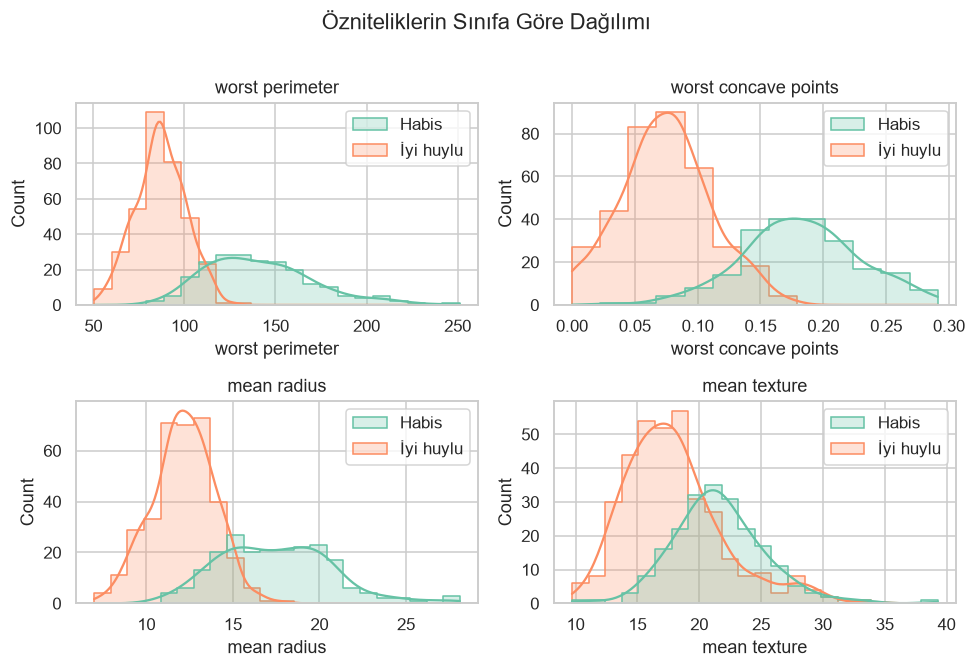 Özniteliklerin Sınıfa Göre Dağılımı
worst perimeter
Habis
İyi huylu
Count
100
80
60
40
20
0
50
100
150
200
250
worst perimeter
worst concave points
Habis
İyi huylu
Count
80
60
40
20
0
0.00
0.05
0.10
0.15
0.20
0.25
0.30
worst concave points
mean radius
Habis
İyi huylu
Count
60
40
20
0
10
15
20
25
mean radius
mean texture
Habis
İyi huylu
Count
50
40
30
20
10
0
10
15
20
25
30
35
40
mean texture